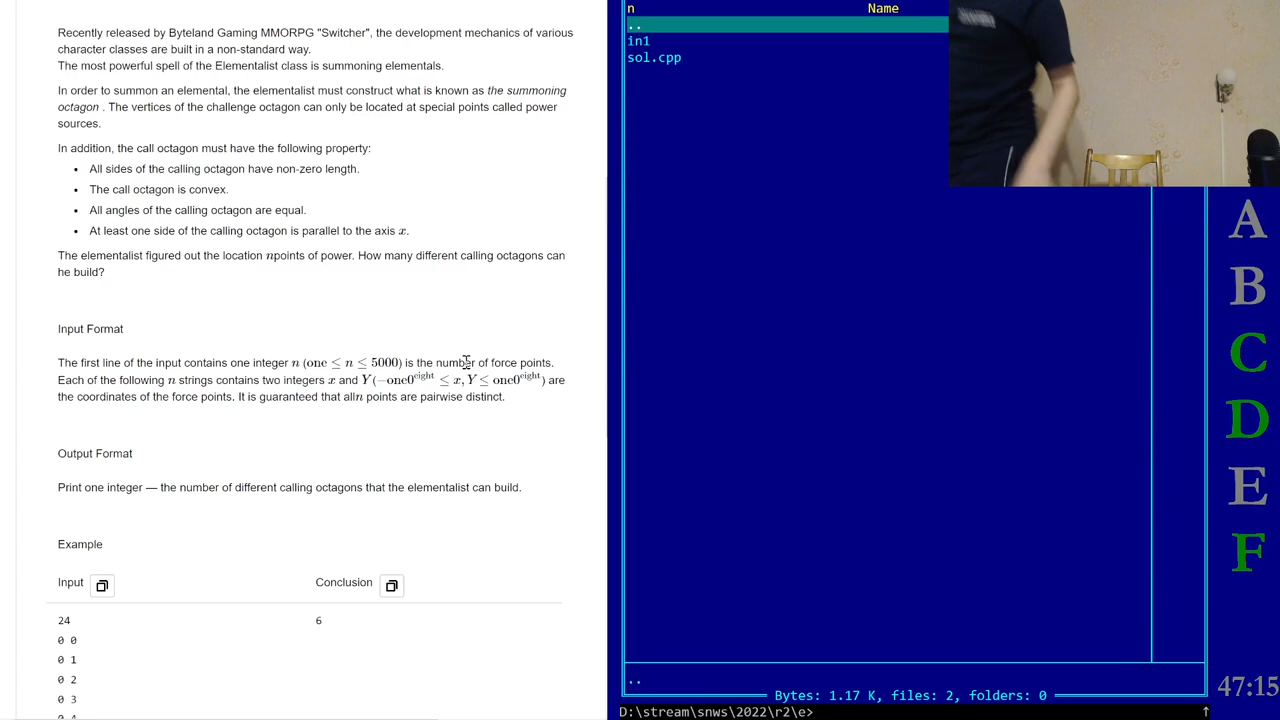 Recently released by Byteland Gaming MMORPG "Switcher", the development mechanics of various
character classes are built in a non-standard way.
The most powerful spell of the Elementalist class is summoning elementals.
In order to summon an elemental, the elementalist must construct what is known as the summoning
octagon . The vertices of the challenge octagon can only be located at special points called power
sources.
In addition, the call octagon must have the following property:
• All sides of the calling octagon have non-zero length.
• The call octagon is convex.
• All angles of the calling octagon are equal.
• At least one side of the calling octagon is parallel to the axis x.
The elementalist figured out the location npoints of power. How many different calling octagons can
he build?
Input Format
The first line of the input contains one integer n (one ≤ n ≤ 5000) is the number of force points.
Each of the following n strings contains two integers x and Y (−one0^eight ≤ x, Y ≤ one0^eight) are
the coordinates of the force points. It is guaranteed that alln points are pairwise distinct.
Output Format
Print one integer — the number of different calling octagons that the elementalist can build.
Example
Input Conclusion
24 6
0 0
0 1
0 2
0 3
0 4
n Name
..
in1
sol.cpp
..
Bytes: 1.17 K, files: 2, folders: 0
D:\stream\snws\2022\r2\e>
A
B
C
D
E
F
47:15